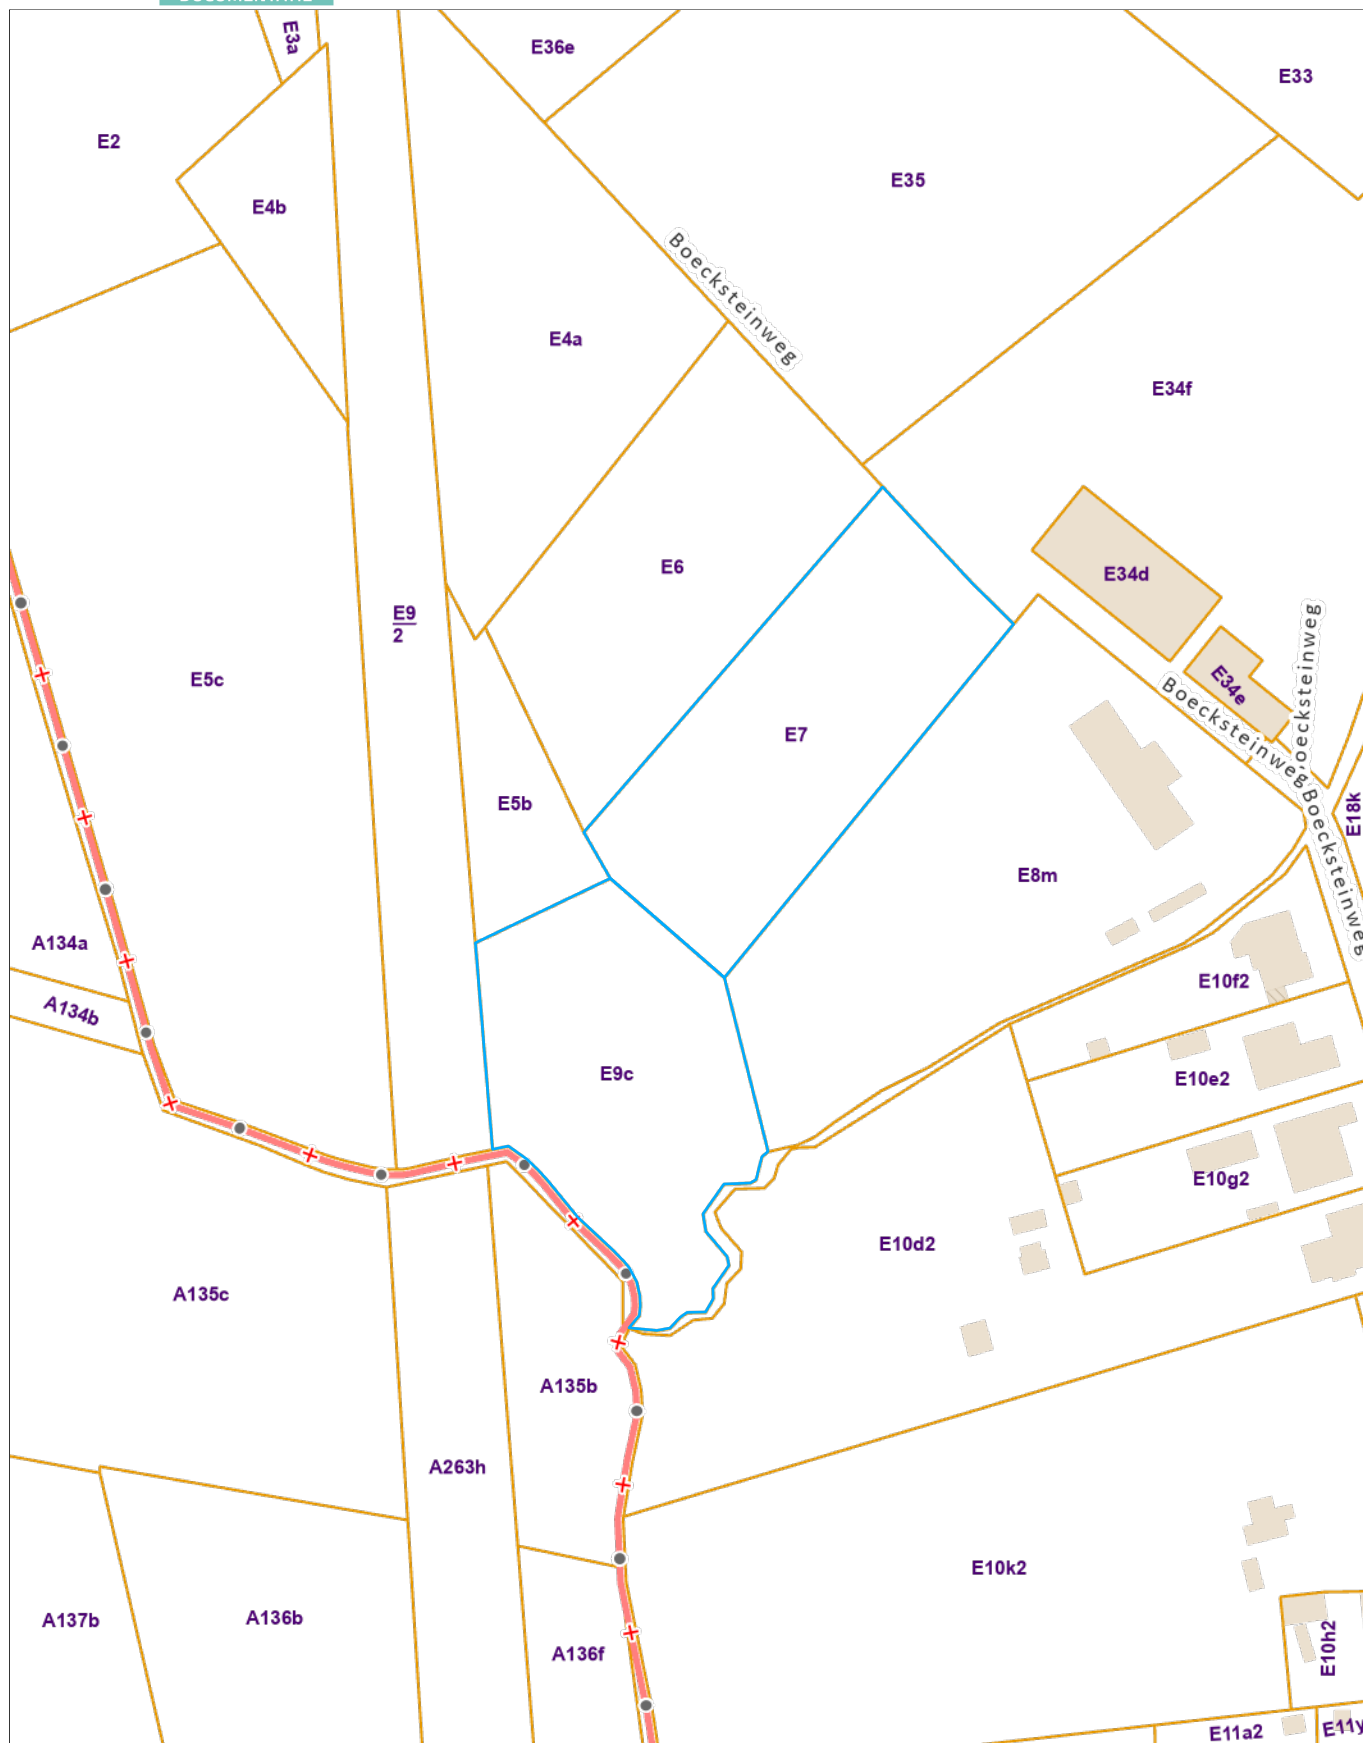 E3a
E36e
E33
E2
E35
E4b
Boecksteinweg
E4a
E34f
E6
E34d
E9
2
Boecksteinweg
E5c
E34e
Boecksteinweg
E7
E5b
E18k
Boecksteinweg
E8m
A134a
E10f2
A134b
E9c
E10e2
E10g2
E10d2
A135c
A135b
A263h
E10k2
A137b
A136b
A136f
E10h2
E11a2
E11y